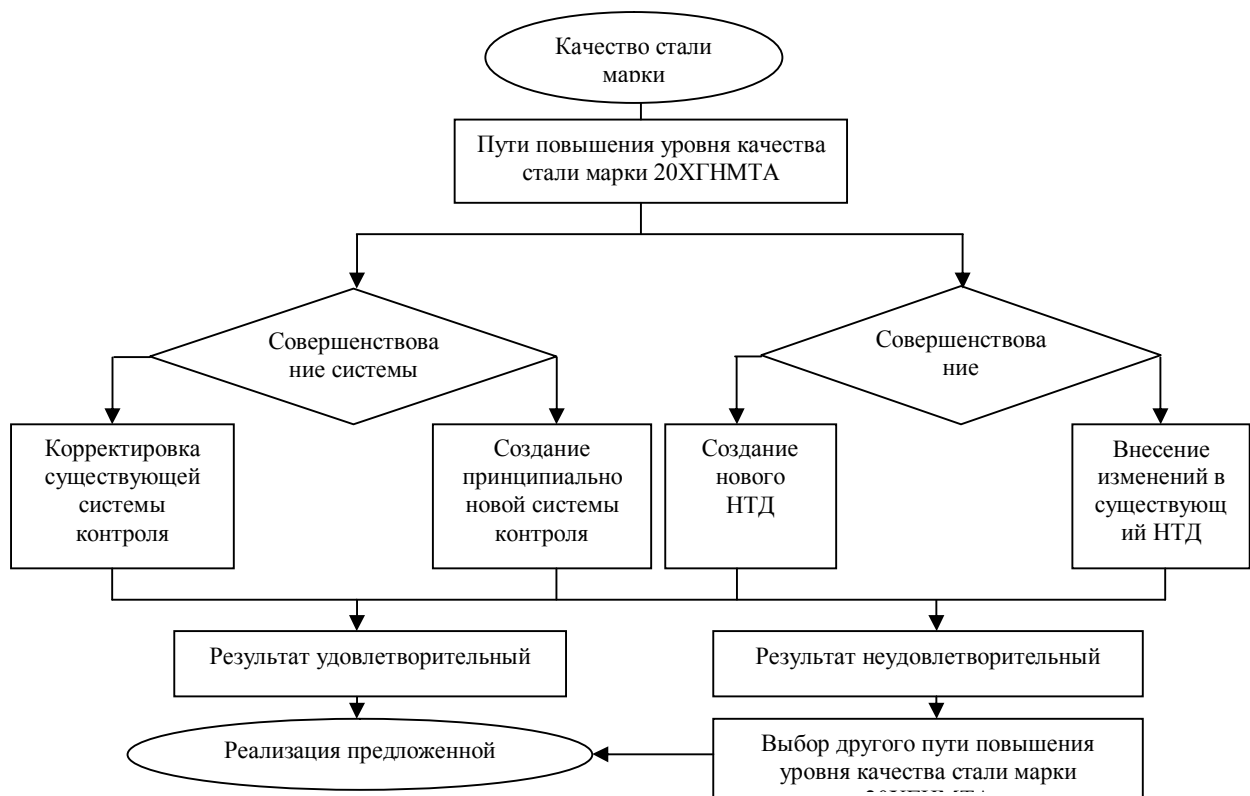 Качество стали
марки
Пути повышения уровня качества
стали марки 20ХГНМТА
Совершенствова
ние системы
Совершенствова
ние
Корректировка
существующей
системы
контроля
Создание
принципиально
новой системы
контроля
Создание
нового
НТД
Внесение
изменений в
существующ
ий НТД
Результат удовлетворительный
Результат неудовлетворительный
Реализация предложенной
Выбор другого пути повышения
уровня качества стали марки